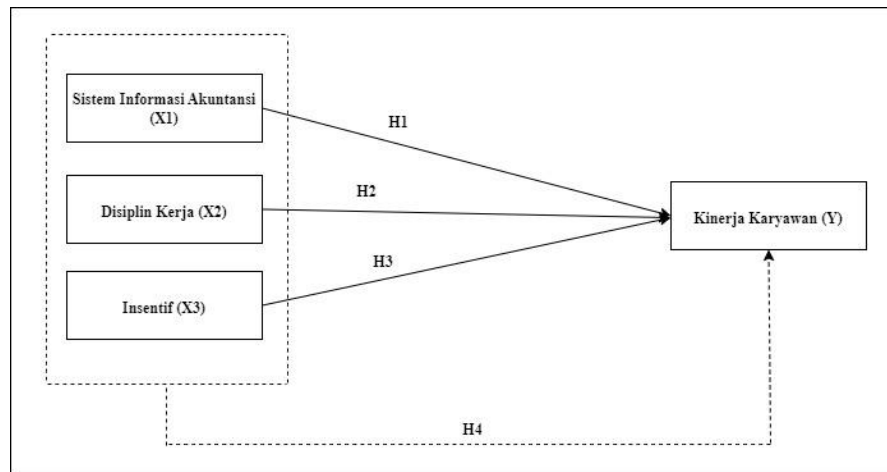 Sistem Informasi Akuntansi
(X1)
H1
Disiplin Kerja (X2)
H2
Kinerja Karyawan (Y)
H3
Insentif (X3)
H4